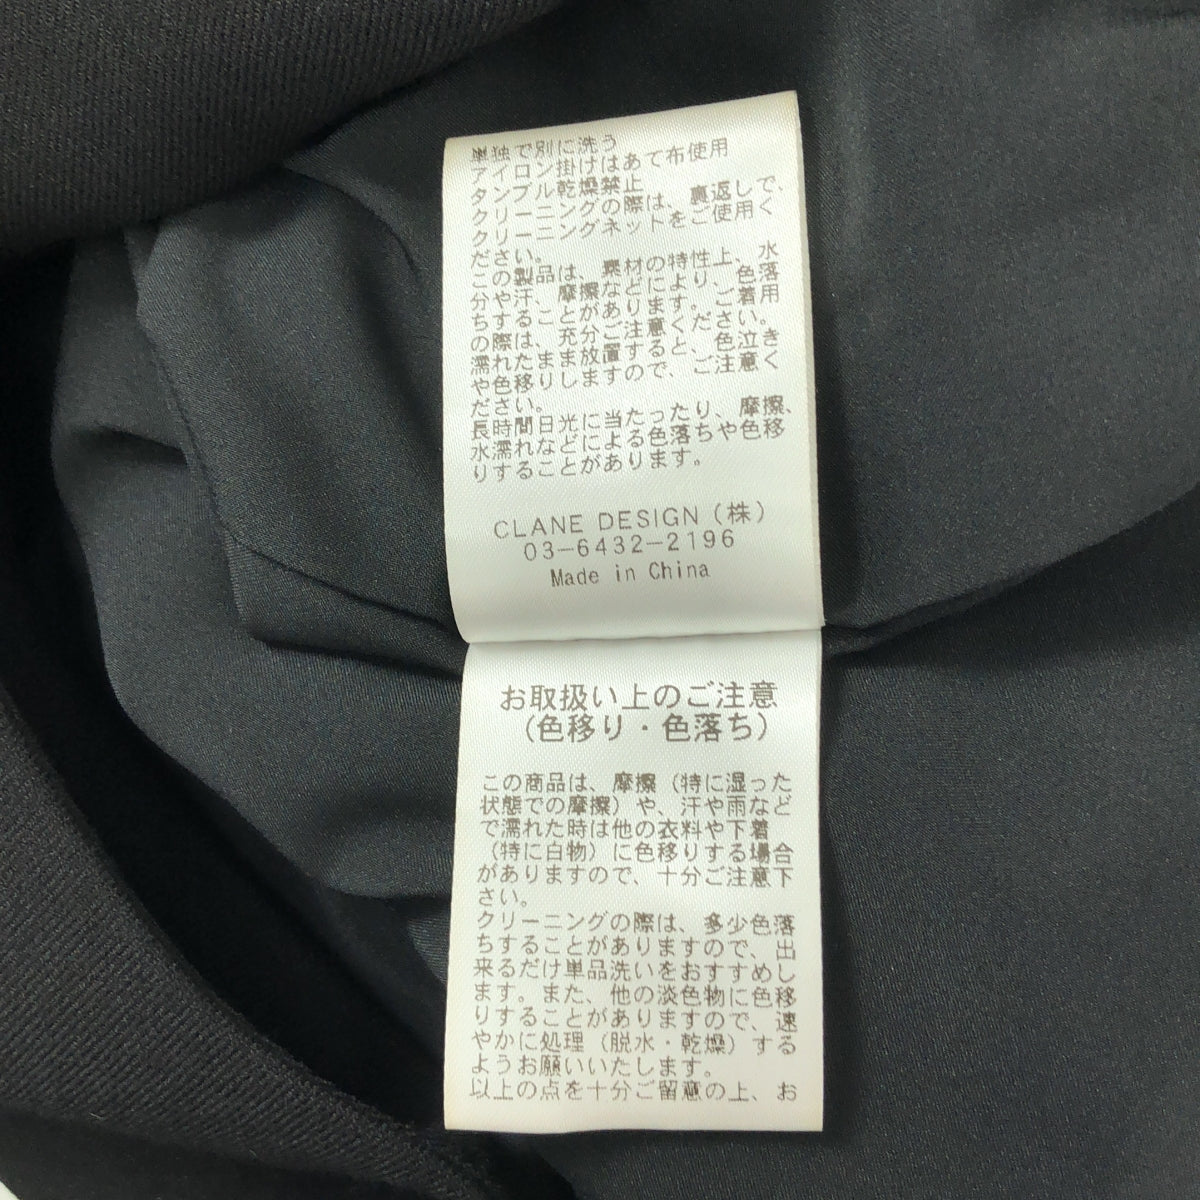 単独で別に洗う
アイロン掛けはあて布使用
タンブル乾燥禁止
クリーニングの際は、裏返しで、
クリーニングネットをご使用く
ださい。
この製品は、素材の特性上、水
分や汗、摩擦などにより、色落
ちすることがあります。ご着用
の際は、充分ご注意ください。
濡れたまま放置すると、色泣き
や色移りしますので、ご注意く
ださい。
長時間日光に当たったり、摩擦、
水濡れなどによる色落ちや色移
りすることがあります。
CLANE DESIGN(株)
03-6432-2196
Made in China
お取扱い上のご注意
(色移り・色落ち)
この商品は、摩擦(特に湿った
状態での摩擦)や、汗や雨など
で濡れた時は他の衣料や下着
(特に白物)に色移りする場合
がありますので、十分ご注意下
さい。
クリーニングの際は、多少色落
ちすることがありますので、出
来るだけ単品洗いをおすすめし
ます。また、他の淡色物に色移
りすることがありますので、速
やかに処理(脱水・乾燥)する
ようお願いいたします。
以上の点を十分ご留意の上、お